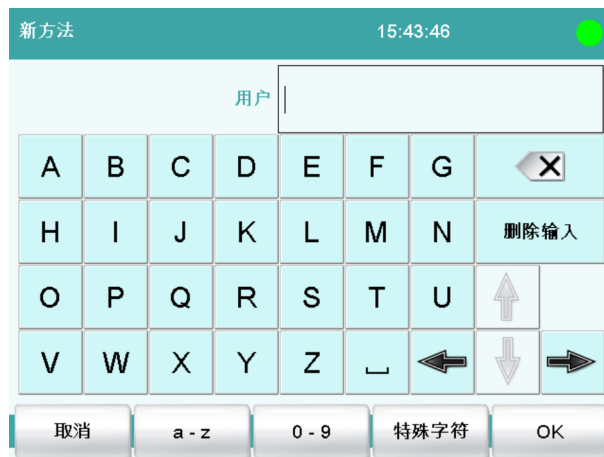 新方法 15:43:46
用户
A B C D E F G
H I J K L M N 删除输入
O P Q R S T U
V W X Y Z
取消 a - z 0 - 9 特殊字符 OK